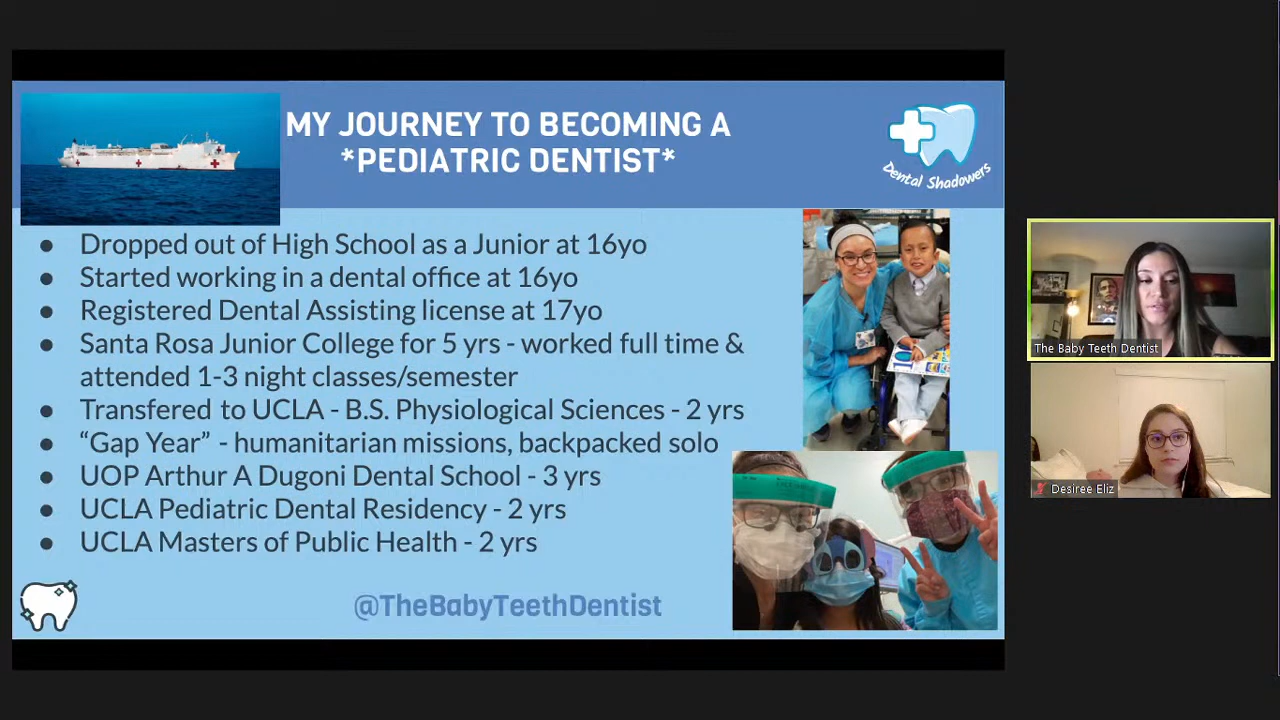 MY JOURNEY TO BECOMING A
*PEDIATRIC DENTIST*
Dental Shadowers
● Dropped out of High School as a Junior at 16yo
● Started working in a dental office at 16yo
● Registered Dental Assisting license at 17yo
● Santa Rosa Junior College for 5 yrs - worked full time &
attended 1-3 night classes/semester
● Transfered to UCLA - B.S. Physiological Sciences - 2 yrs
● “Gap Year” - humanitarian missions, backpacked solo
● UOP Arthur A Dugoni Dental School - 3 yrs
● UCLA Pediatric Dental Residency - 2 yrs
● UCLA Masters of Public Health - 2 yrs
@TheBabyTeethDentist
The Baby Teeth Dentist
Desiree Eliz